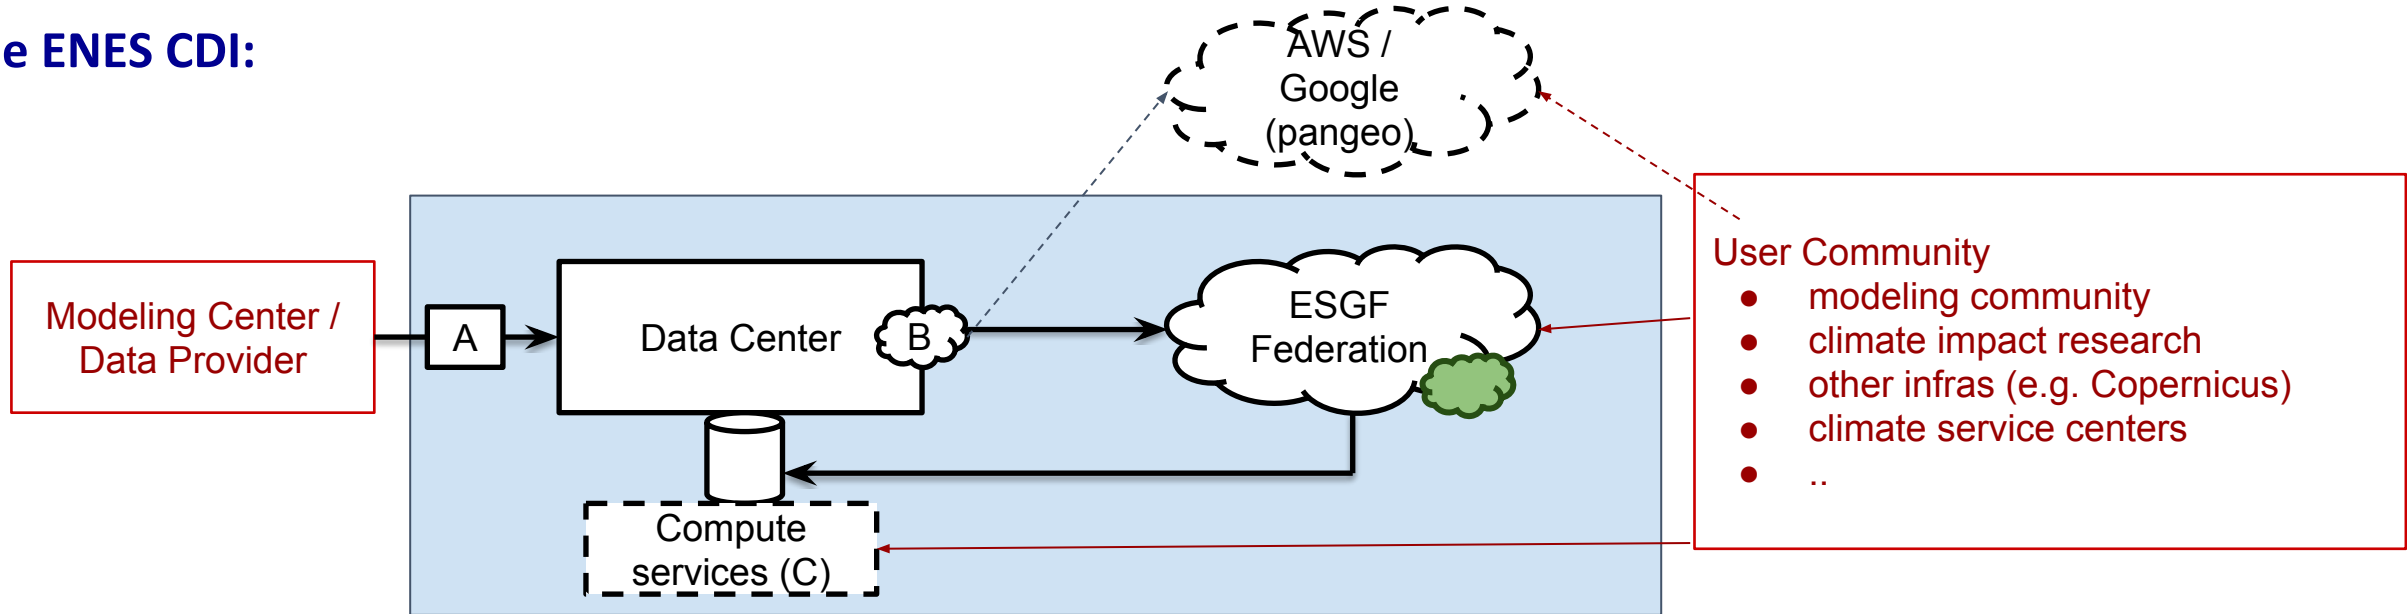 e ENES CDI:
AWS /
Google
(pangeo)
Modeling Center /
Data Provider
A
Data Center
B
ESGF
Federation
Compute
services (C)
User Community
● modeling community
● climate impact research
● other infras (e.g. Copernicus)
● climate service centers
● ..